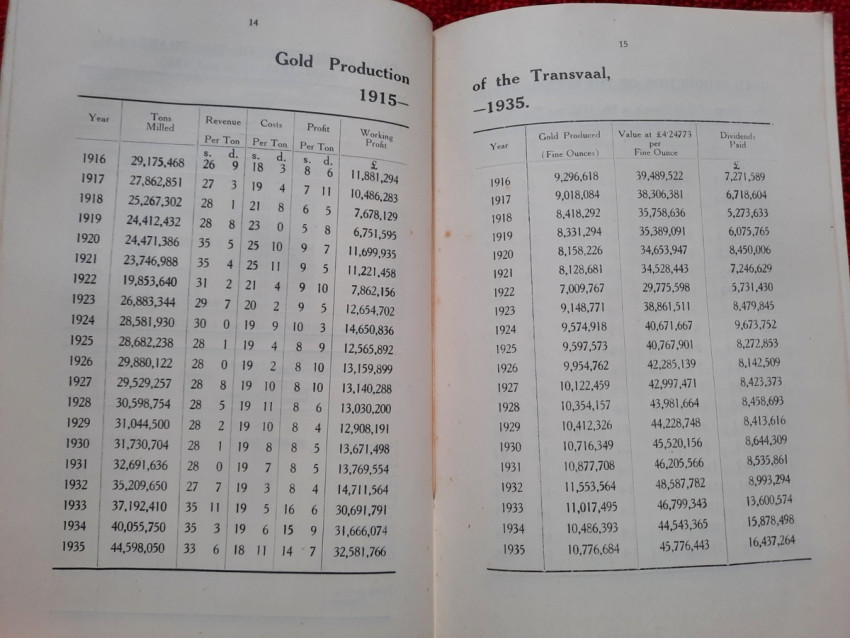 14
Gold Production
1915—
Year Tons Milled Revenue Per Ton Costs Per Ton Profit Per Ton Working Profit
s. d. s. d. s. d. £
1916 29,175,468 26 9 18 3 8 6 11,881,294
1917 27,862,851 27 3 19 4 7 11 10,486,283
1918 25,267,302 28 1 21 8 6 5 7,678,129
1919 24,412,432 28 8 23 0 5 8 6,751,595
1920 24,471,386 35 5 25 10 9 7 11,699,935
1921 23,746,988 35 4 25 11 9 5 11,221,458
1922 19,853,640 31 2 21 4 9 10 7,862,156
1923 26,883,344 29 7 20 2 9 5 12,654,702
1924 28,581,930 30 0 19 9 10 3 14,650,836
1925 28,682,238 28 1 19 4 8 9 12,565,892
1926 29,880,122 28 0 19 2 8 10 13,159,899
1927 29,529,257 28 8 19 10 8 10 13,140,288
1928 30,598,754 28 5 19 11 8 6 13,030,200
1929 31,044,500 28 2 19 10 8 4 12,908,191
1930 31,730,704 28 1 19 8 8 5 13,671,498
1931 32,691,636 28 0 19 7 8 5 13,769,554
1932 35,209,650 27 7 19 3 8 4 14,711,564
1933 37,192,410 35 11 19 5 16 6 30,691,791
1934 40,055,750 35 3 19 6 15 9 31,666,074
1935 44,598,050 33 6 18 11 14 7 32,581,766
15
of the Transvaal,
—1935.
Year Gold Produced (Fine Ounces) Value at £4·24773 per Fine Ounce Dividends Paid
£
1916 9,296,618 39,489,522 7,271,589
1917 9,018,084 38,306,381 6,718,604
1918 8,418,292 35,758,636 5,273,633
1919 8,331,294 35,389,091 6,075,765
1920 8,158,226 34,653,947 8,450,006
1921 8,128,681 34,528,443 7,246,629
1922 7,009,767 29,775,598 5,731,430
1923 9,148,771 38,861,511 8,479,845
1924 9,574,918 40,671,667 9,673,752
1925 9,597,573 40,767,901 8,272,853
1926 9,954,762 42,285,139 8,142,509
1927 10,122,459 42,997,471 8,423,373
1928 10,354,157 43,981,664 8,458,693
1929 10,412,326 44,228,748 8,413,616
1930 10,716,349 45,520,156 8,644,309
1931 10,877,708 46,205,566 8,535,861
1932 11,553,564 48,587,782 8,993,294
1933 11,017,495 46,799,343 13,600,574
1934 10,486,393 44,543,365 15,878,498
1935 10,776,684 45,776,443 16,437,264